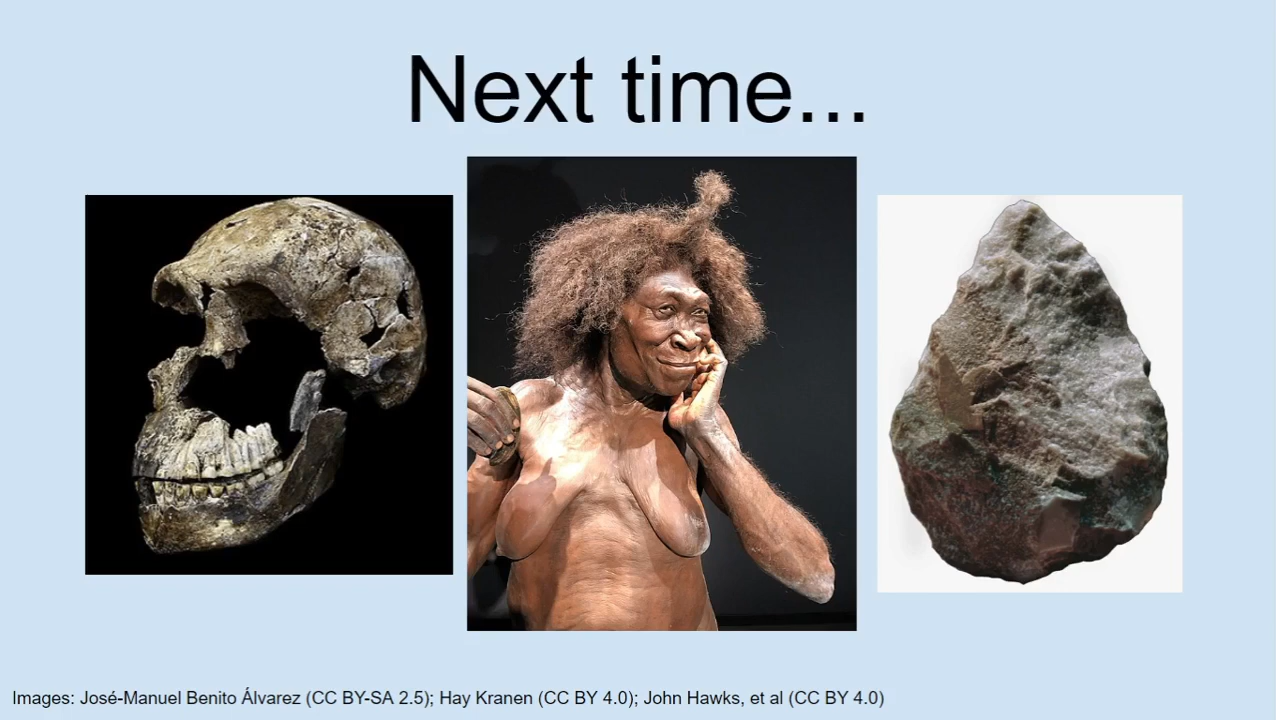 Next time...
Images: José-Manuel Benito Álvarez (CC BY-SA 2.5); Hay Kranen (CC BY 4.0); John Hawks, et al (CC BY 4.0)